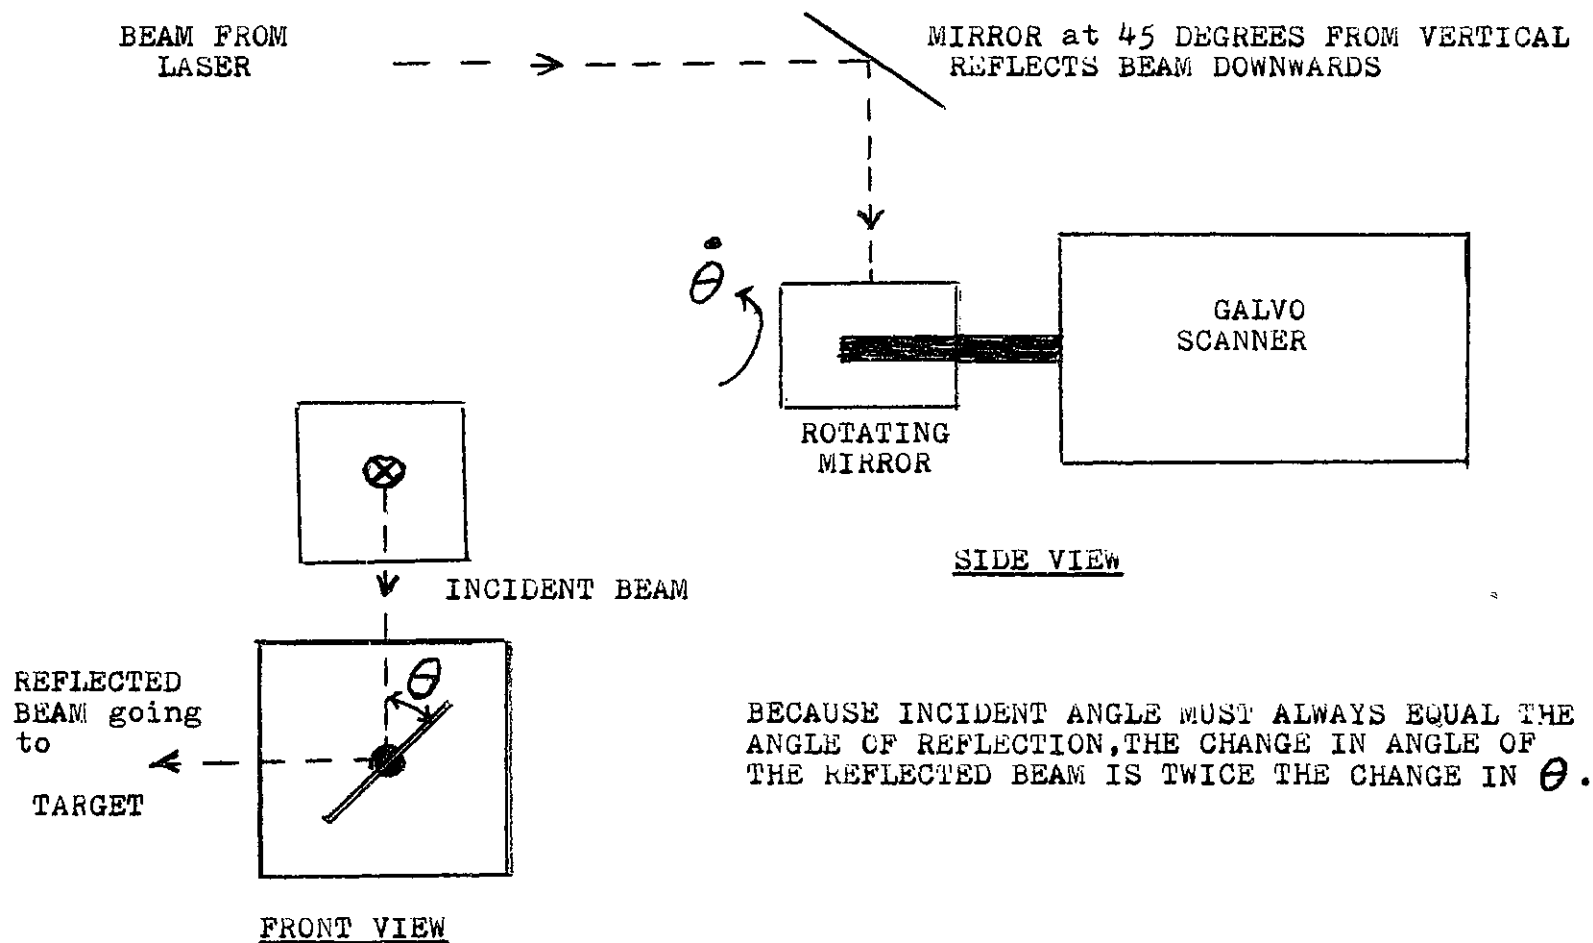 BEAM FROM
LASER
MIRROR at 45 DEGREES FROM VERTICAL
REFLECTS BEAM DOWNWARDS
θ̇
GALVO
SCANNER
ROTATING
MIRROR
SIDE VIEW
INCIDENT BEAM
θ
REFLECTED
BEAM going
to
TARGET
BECAUSE INCIDENT ANGLE MUST ALWAYS EQUAL THE
ANGLE OF REFLECTION,THE CHANGE IN ANGLE OF
THE REFLECTED BEAM IS TWICE THE CHANGE IN θ.
FRONT VIEW